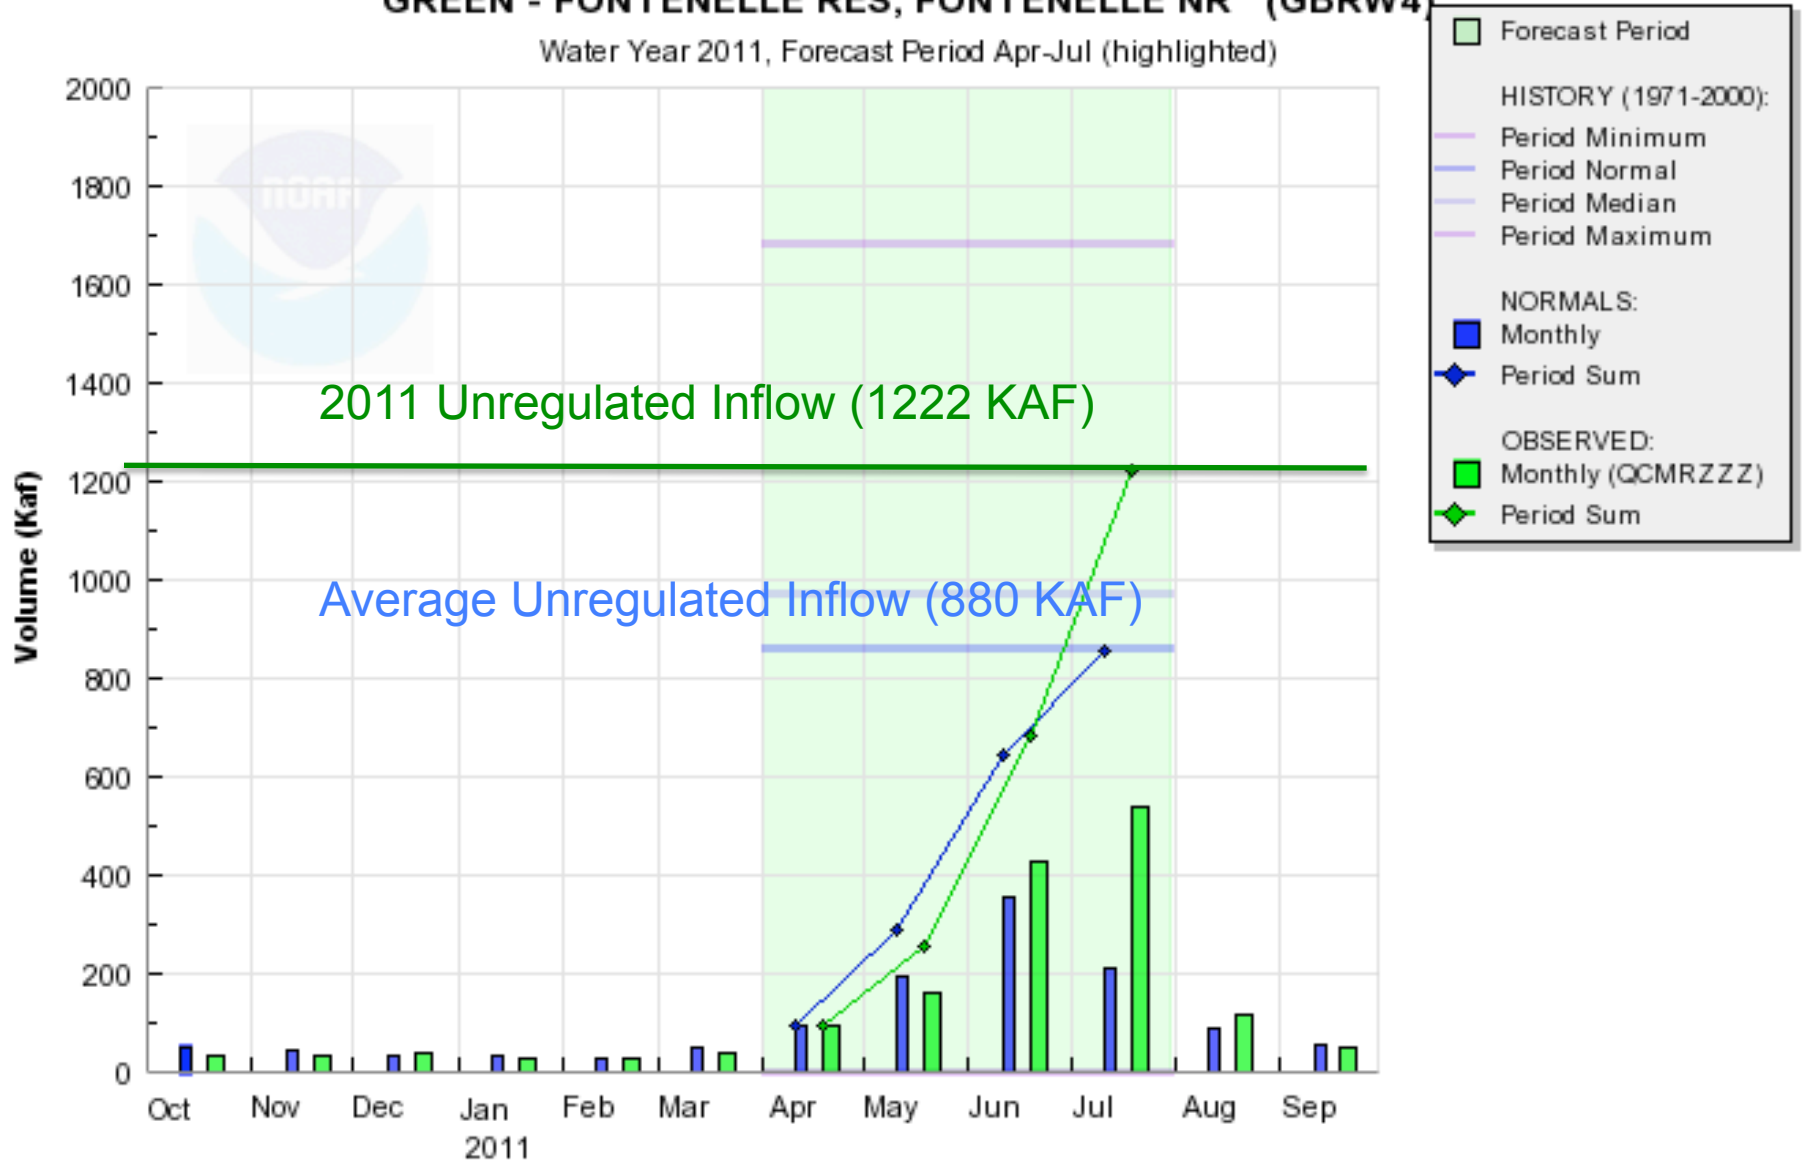 GREEN - FONTENELLE RES, FONTENELLE NR (GBRW4)
Water Year 2011, Forecast Period Apr-Jul (highlighted)
Forecast Period
HISTORY (1971-2000):
Period Minimum
Period Normal
Period Median
Period Maximum
NORMALS:
Monthly
Period Sum
OBSERVED:
Monthly (QCMRZZZ)
Period Sum
NOAA
2011 Unregulated Inflow (1222 KAF)
Average Unregulated Inflow (880 KAF)
Volume (Kaf)
2000
1800
1600
1400
1200
1000
800
600
400
200
0
Oct Nov Dec Jan Feb Mar Apr May Jun Jul Aug Sep
2011